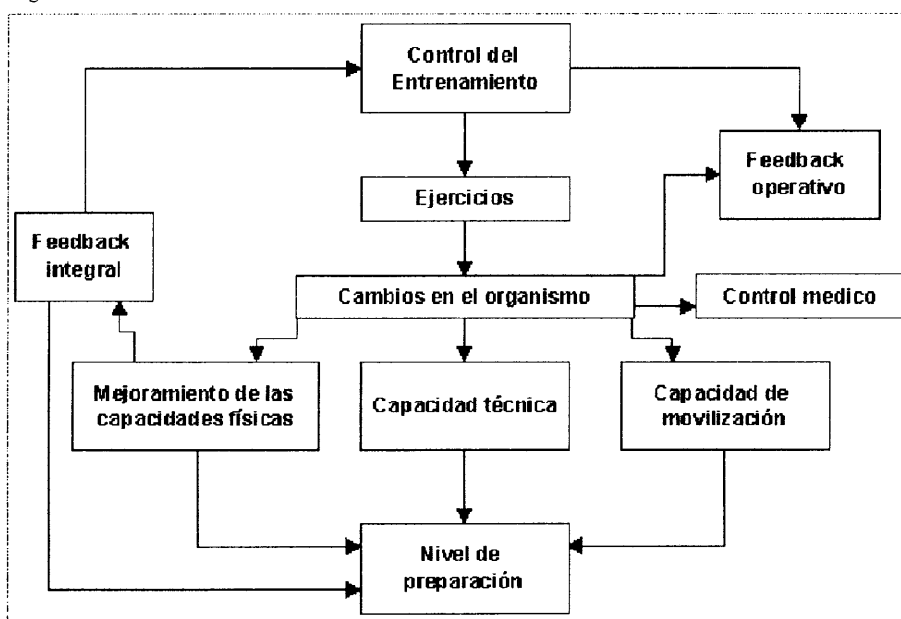 Control del
Entrenamiento
Feedback
operativo
Ejercicios
Feedback
integral
Cambios en el organismo
Control medico
Mejoramiento de las
capacidades físicas
Capacidad técnica
Capacidad de
movilización
Nivel de
preparación